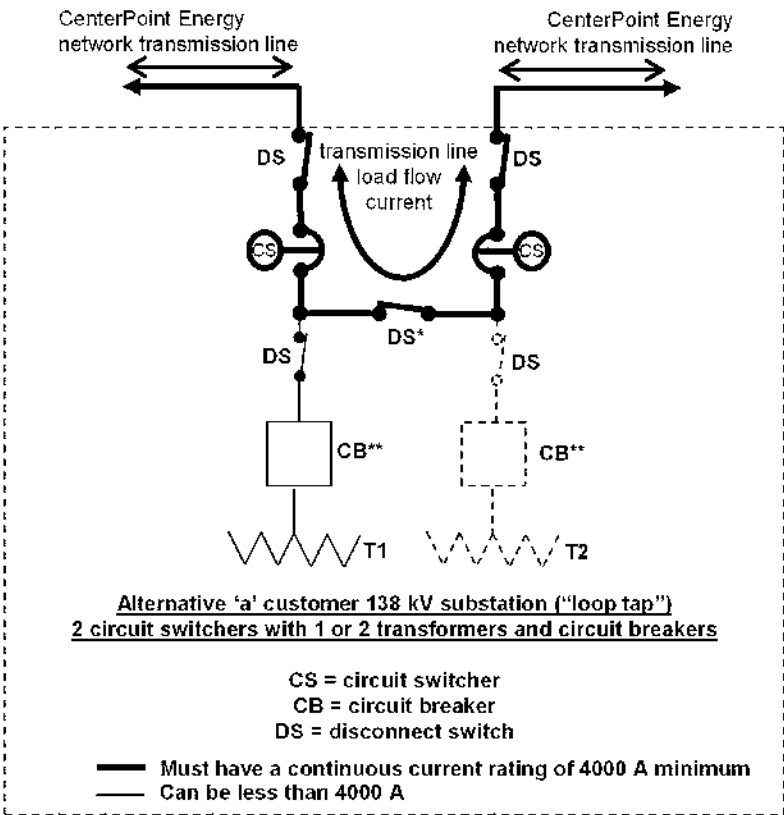 CenterPoint Energy
network transmission line
CenterPoint Energy
network transmission line
DS
transmission line
load flow
current
DS
CS
CS
DS*
DS
DS
CB**
CB**
T1
T2
Alternative 'a' customer 138 kV substation ("loop tap")
2 circuit switchers with 1 or 2 transformers and circuit breakers
CS = circuit switcher
CB = circuit breaker
DS = disconnect switch
Must have a continuous current rating of 4000 A minimum
Can be less than 4000 A